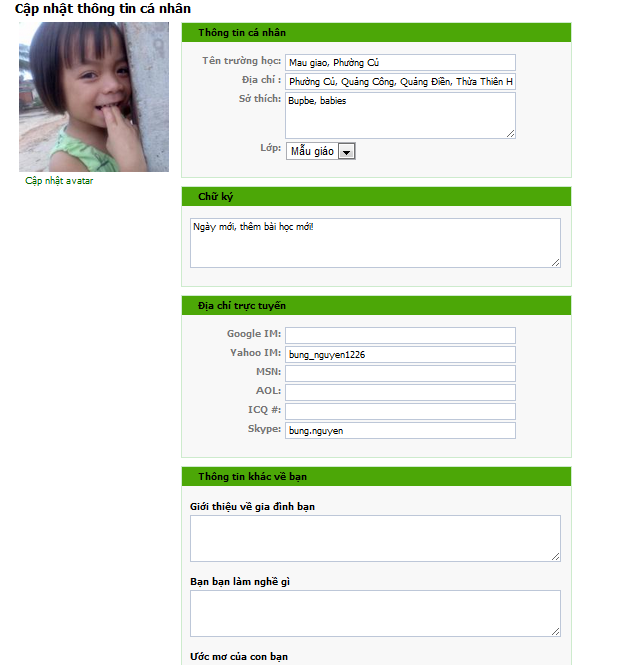 Cập nhật thông tin cá nhân
Cập nhật avatar
Thông tin cá nhân
Tên trường học: Mau giao, Phường Củ
Địa chỉ : Phường Củ, Quảng Công, Quảng Điền, Thừa Thiên H
Sở thích: Bupbe, babies
Lớp: Mẫu giáo
Chữ ký
Ngày mới, thêm bài học mới!
Địa chỉ trực tuyến
Google IM:
Yahoo IM: bung_nguyen1226
MSN:
AOL:
ICQ #:
Skype: bung.nguyen
Thông tin khác về bạn
Giới thiệu về gia đình bạn
Bạn bạn làm nghề gì
Ước mơ của con bạn